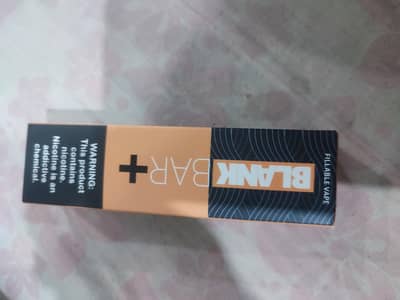 FILLABLE VAPE
BLANK
BAR
+
WARNING:
This product
contains
nicotine.
Nicotine is an
addictive
chemical.